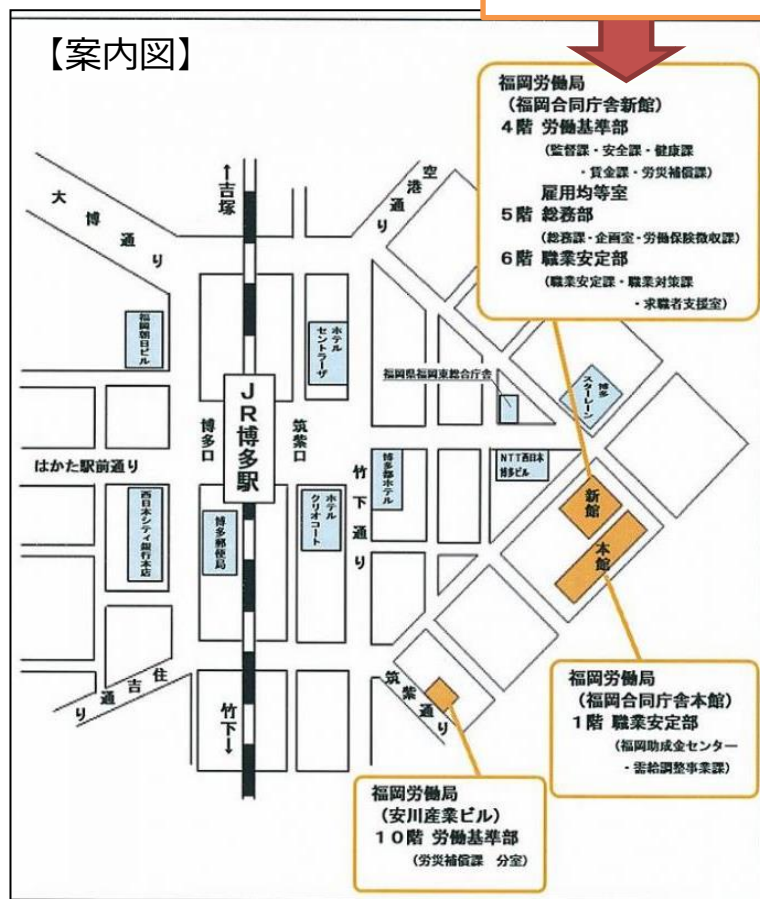 【案内図】
福岡労働局
(福岡合同庁舎新館)
4階 労働基準部
(監督課・安全課・健康課
・賃金課・労災補償課)
雇用均等室
5階 総務部
(総務課・企画室・労働保険徴収課)
6階 職業安定部
(職業安定課・職業対策課
・求職者支援室)
大博通り
↑吉塚
空港通り
福岡朝日ビル
ホテル
セントラーザ
福岡県福岡東総合庁舎
博多
スターレーン
JR博多駅
博多口
筑紫口
はかた駅前通り
博多都ホテル
竹下通り
NTT西日本
博多ビル
西日本シティ銀行本店
博多郵便局
ホテル
クリオコート
新館
本館
住吉通り
竹下↓
筑紫通り
福岡労働局
(福岡合同庁舎本館)
1階 職業安定部
(福岡助成金センター
・需給調整事業課)
福岡労働局
(安川産業ビル)
10階 労働基準部
(労災補償課 分室)